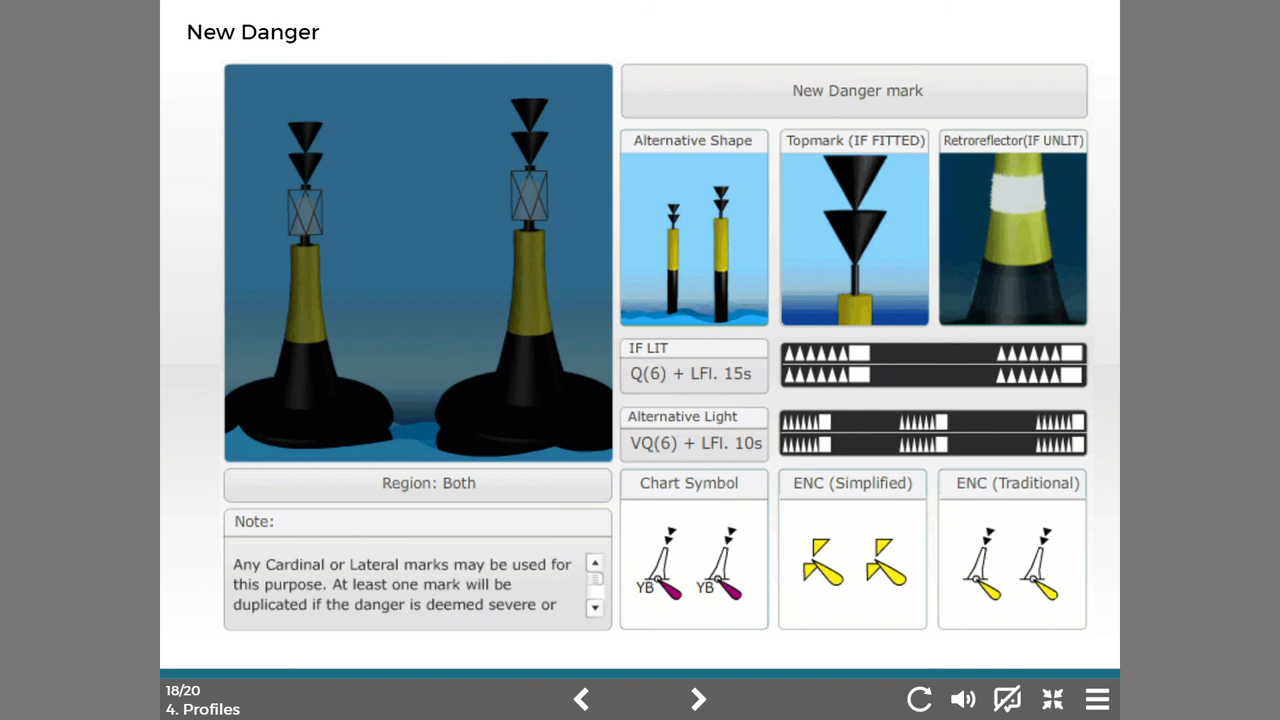 New Danger
New Danger mark
Alternative Shape
Topmark (IF FITTED)
Retroreflector(IF UNLIT)
IF LIT
Q(6) + LFl. 15s
Alternative Light
VQ(6) + LFl. 10s
Region: Both
Note:
Any Cardinal or Lateral marks may be used for
this purpose. At least one mark will be
duplicated if the danger is deemed severe or
Chart Symbol
YB YB
ENC (Simplified)
ENC (Traditional)
18/20
4. Profiles